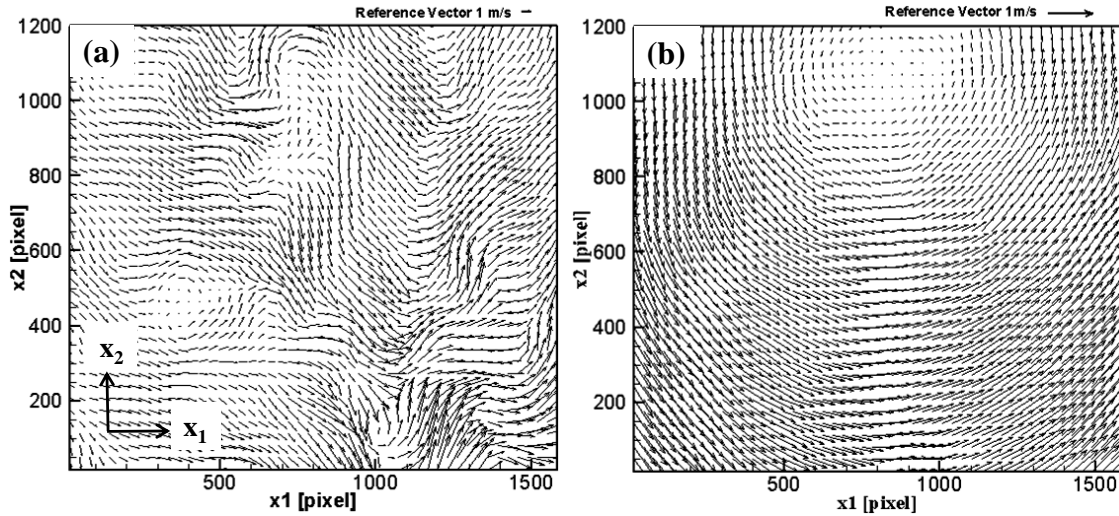 Reference Vector 1 m/s
(a)
1200
1000
800
600
400
200
x2 [pixel]
x2
x1
500
1000
1500
x1 [pixel]
Reference Vector 1m/s
(b)
1200
1000
800
600
400
200
x2 [pixel]
500
1000
1500
x1 [pixel]